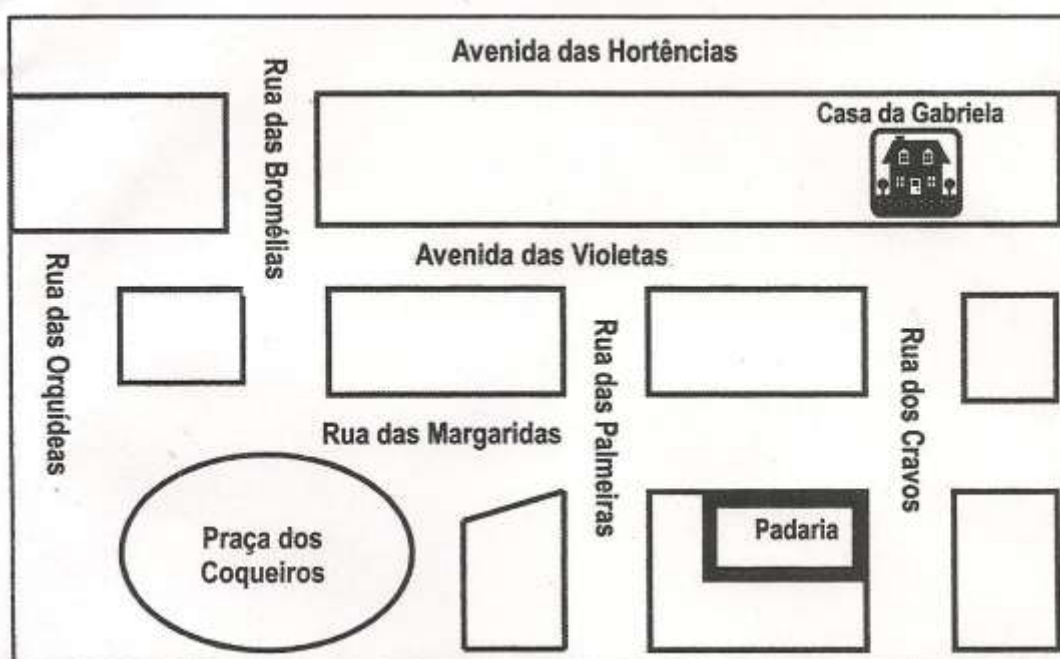 Avenida das Hortências
Rua das Bromélias
Casa da Gabriela
Avenida das Violetas
Rua das Orquídeas
Rua das Palmeiras
Rua dos Cravos
Rua das Margaridas
Praça dos
Coqueiros
Padaria